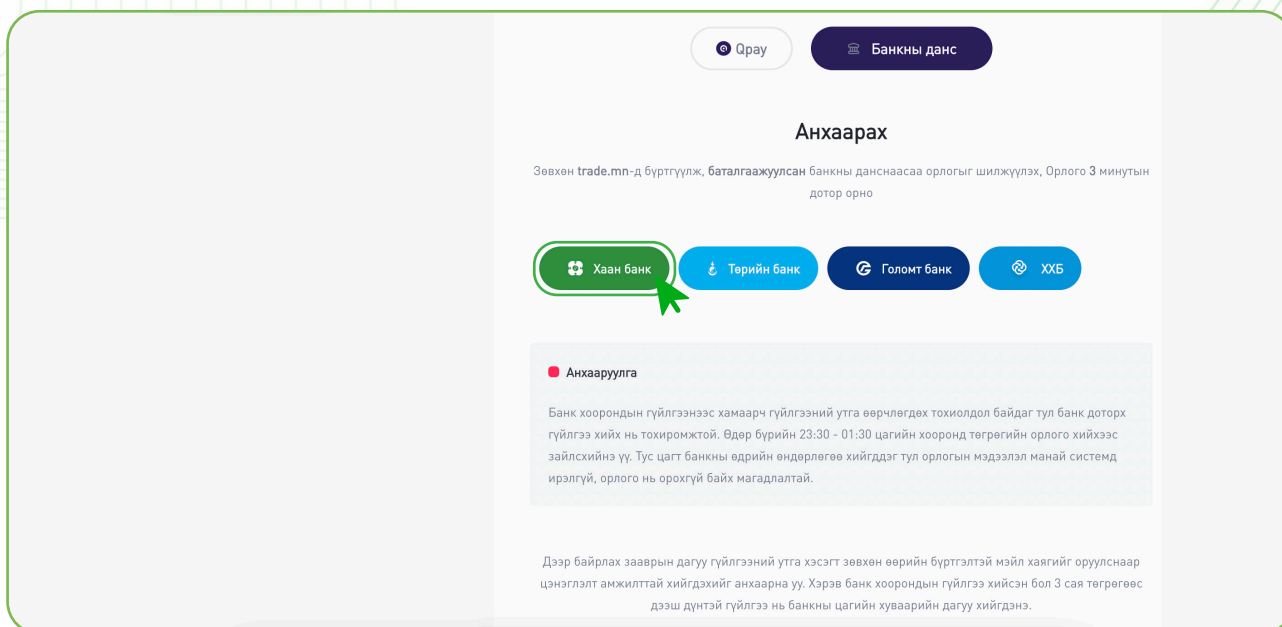 Qpay Банкны данс
Анхаарах
Зөвхөн trade.mn-д бүртгүүлж, баталгаажуулсан банкны данснаасаа орлогыг шилжүүлэх, Орлого 3 минутын
дотор орно
Хаан банк Төрийн банк Голомт банк ХХБ
Анхааруулга
Банк хоорондын гүйлгээнээс хамаарч гүйлгээний утга өөрчлөгдөх тохиолдол байдаг тул банк доторх
гүйлгээ хийх нь тохиромжтой. Өдөр бүрийн 23:30 - 01:30 цагийн хооронд төгрөгийн орлого хийхээс
зайлсхийнэ үү. Тус цагт банкны өдрийн өндөрлөгөө хийгддэг тул орлогын мэдээлэл манай системд
ирэлгүй, орлого нь орохгүй байх магадлалтай.
Дээр байрлах зааврын дагуу гүйлгээний утга хэсэгт зөвхөн өөрийн бүртгэлтэй мэйл хаягийг оруулснаар
цэнэглэлт амжилттай хийгдэхийг анхаарна уу. Хэрэв банк хоорондын гүйлгээ хийсэн бол 3 сая төгрөгөөс
дээш дүнтэй гүйлгээ нь банкны цагийн хуваарийн дагуу хийгдэнэ.